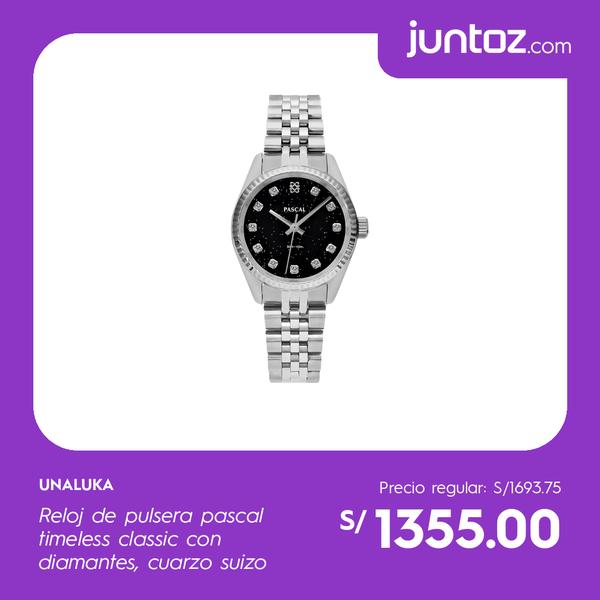 juntoz.com
PASCAL
UNALUKA
Reloj de pulsera pascal
timeless classic con
diamantes, cuarzo suizo
Precio regular: S/1693.75
S/ 1355.00